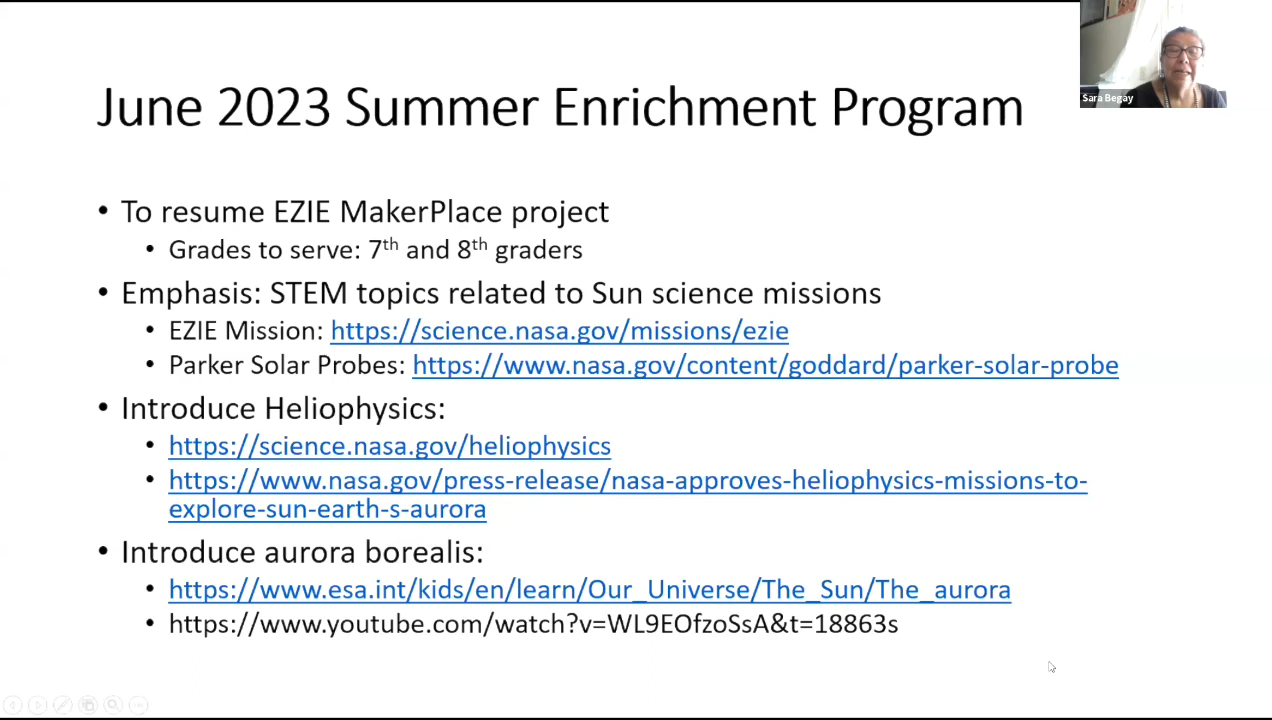 June 2023 Summer Enrichment Program
Sara Begay
• To resume EZIE MakerPlace project
• Grades to serve: 7th and 8th graders
• Emphasis: STEM topics related to Sun science missions
• EZIE Mission: https://science.nasa.gov/missions/ezie
• Parker Solar Probes: https://www.nasa.gov/content/goddard/parker-solar-probe
• Introduce Heliophysics:
• https://science.nasa.gov/heliophysics
• https://www.nasa.gov/press-release/nasa-approves-heliophysics-missions-to-
explore-sun-earth-s-aurora
• Introduce aurora borealis:
• https://www.esa.int/kids/en/learn/Our_Universe/The_Sun/The_aurora
• https://www.youtube.com/watch?v=WL9EOfzoSsA&t=18863s